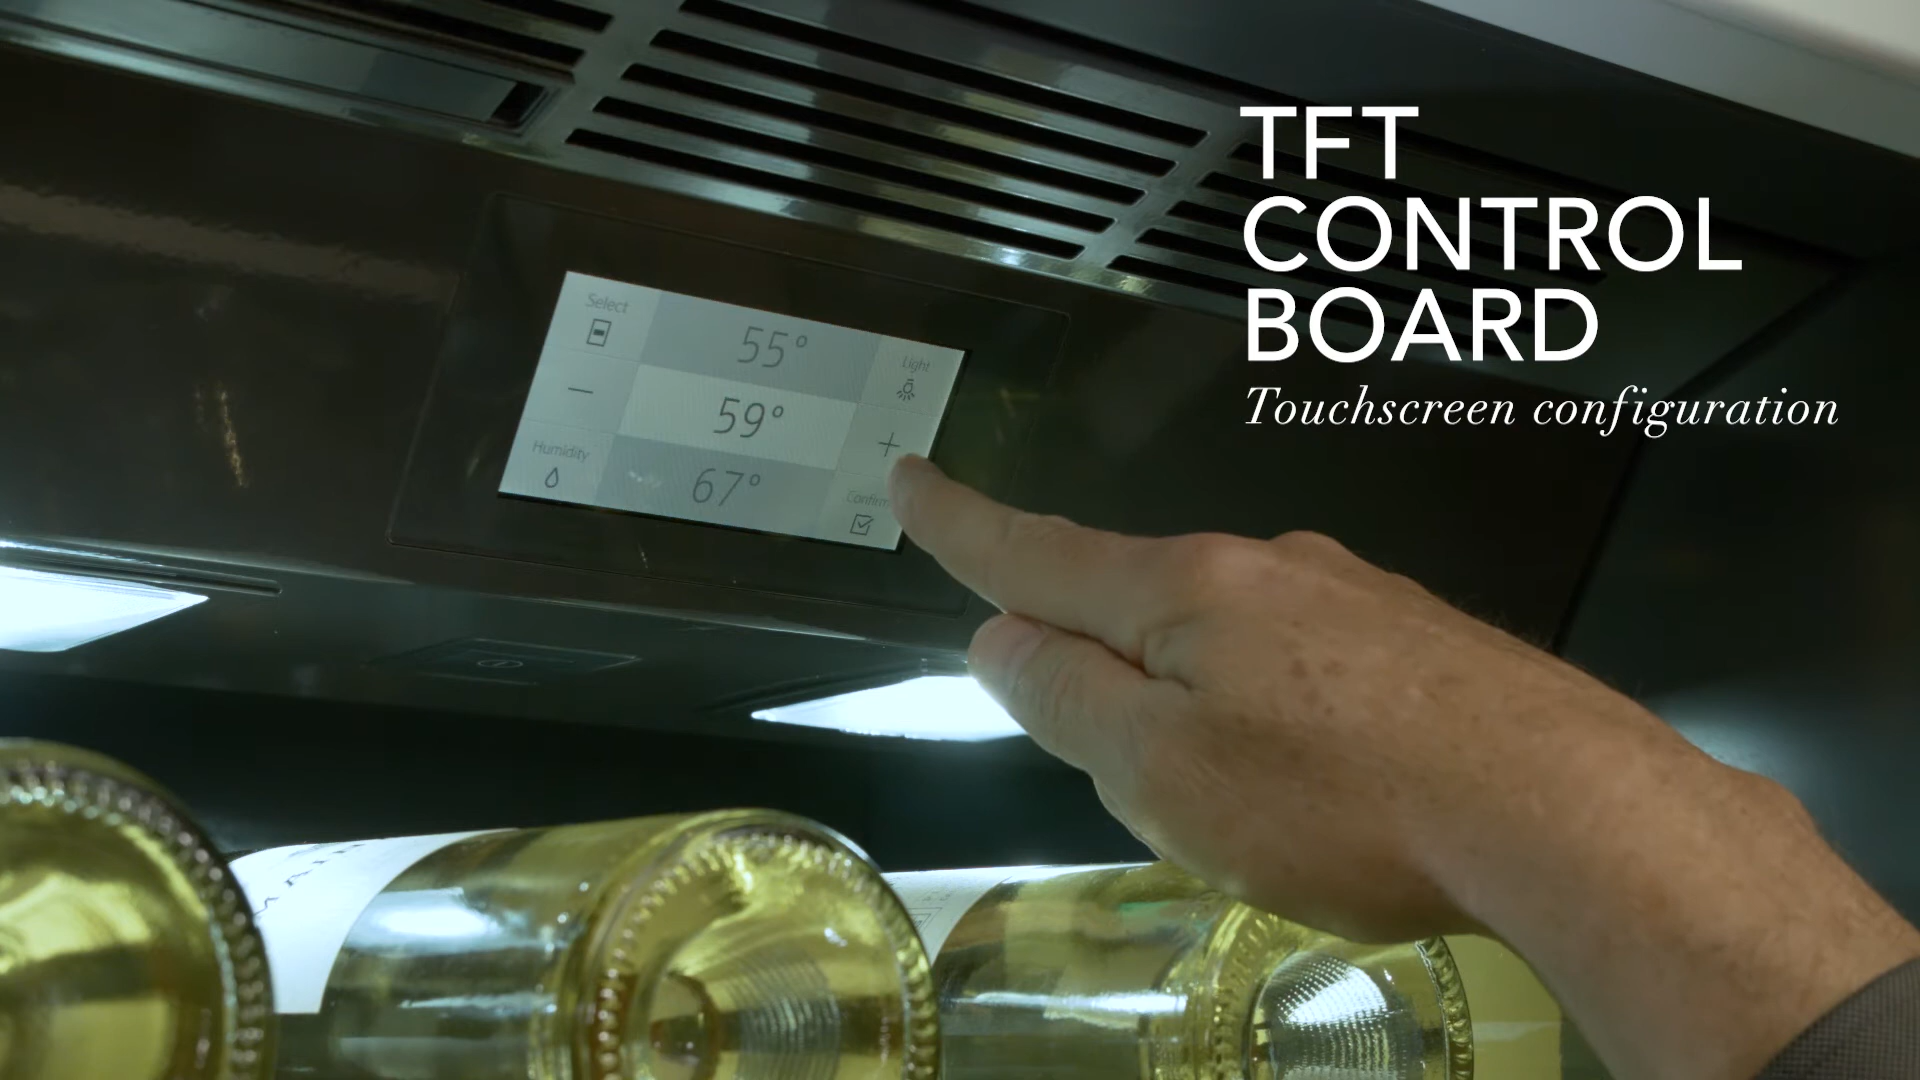 TFT
CONTROL
BOARD
Touchscreen configuration
Select
55°
Light
59°
Humidity
67°
Confirm